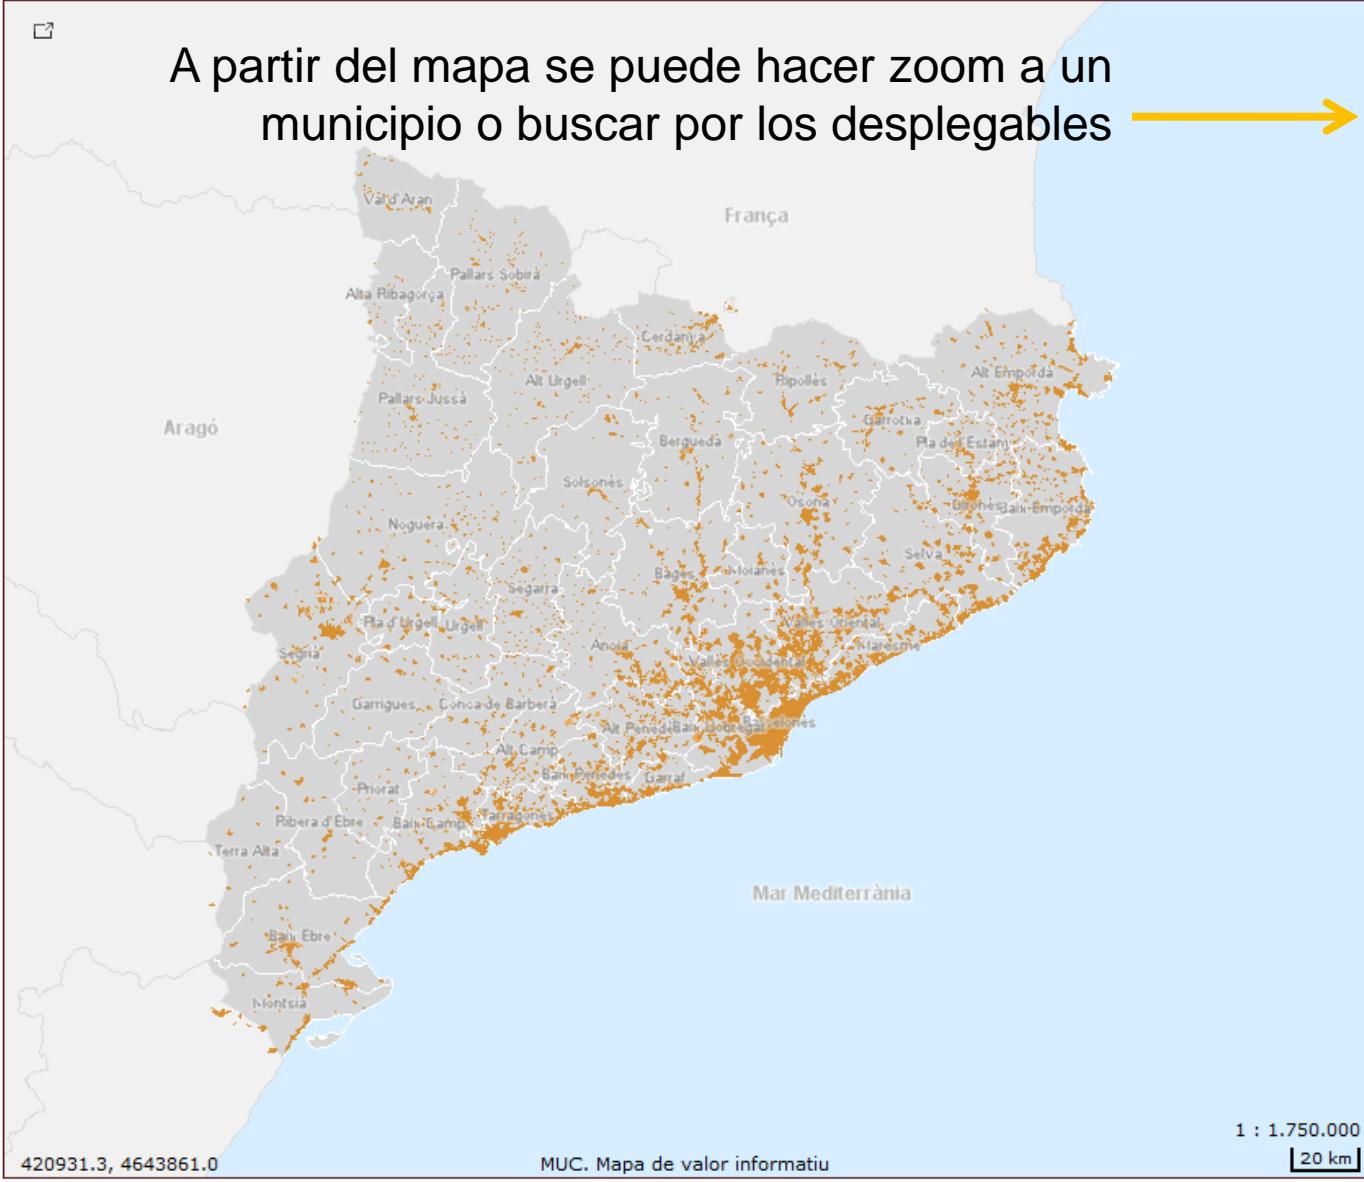 A partir del mapa se puede hacer zoom a un
municipio o buscar por los desplegables
Val d'Aran
França
Pallars Sobirà
Alta Ribagorça
Cerdanya
Alt Urgell
Ripollès
Alt Empordà
Pallars Jussà
Aragó
Garrotxa
Berguedà
Pla de l'Estany
Solsonès
Osona
Gironès
Baix Empordà
Noguera
Selva
Bages
Moianès
Segarra
Pla d'Urgell
Urgell
Vallès Oriental
Anoia
Maresme
Segrià
Vallès Occidental
Garrigues
Conca de Barberà
Barcelonès
Alt Penedès
Baix Llobregat
Alt Camp
Baix Penedès
Garraf
Priorat
Tarragonès
Ribera d'Ebre
Baix Camp
Terra Alta
Mar Mediterrània
Baix Ebre
Montsià
1 : 1.750.000
420931.3, 4643861.0
MUC. Mapa de valor informatiu
20 km